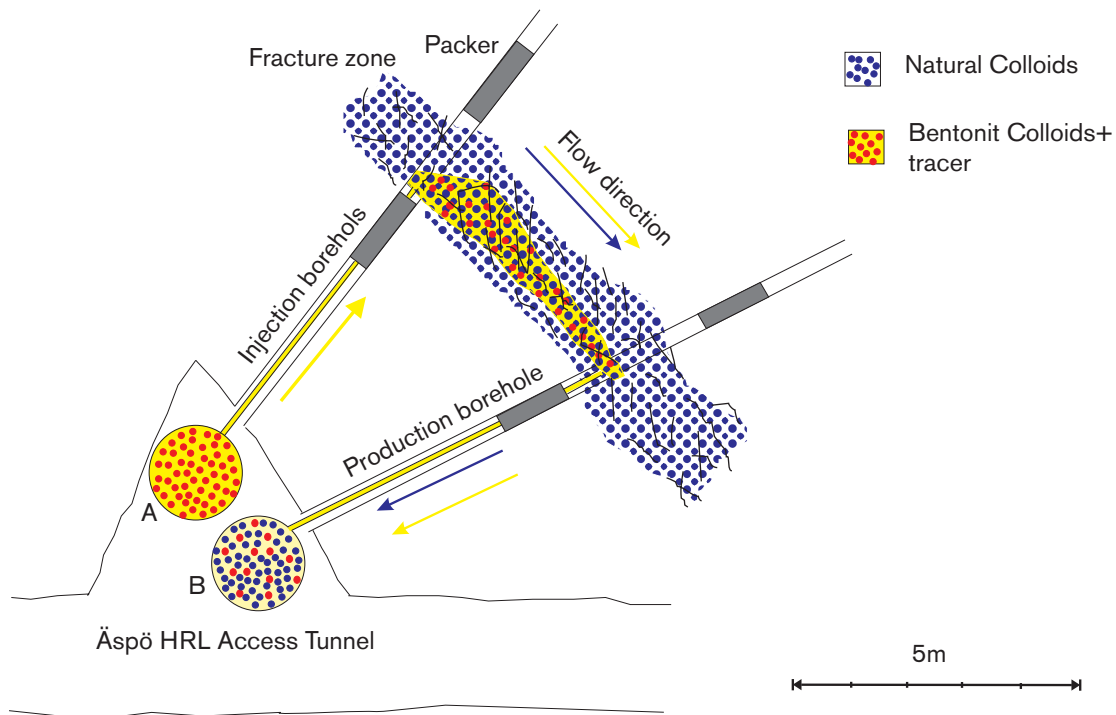 Packer
Fracture zone
Natural Colloids
Bentonit Colloids+
tracer
Flow direction
Injection borehols
Production borehole
A
B
Äspö HRL Access Tunnel
5m